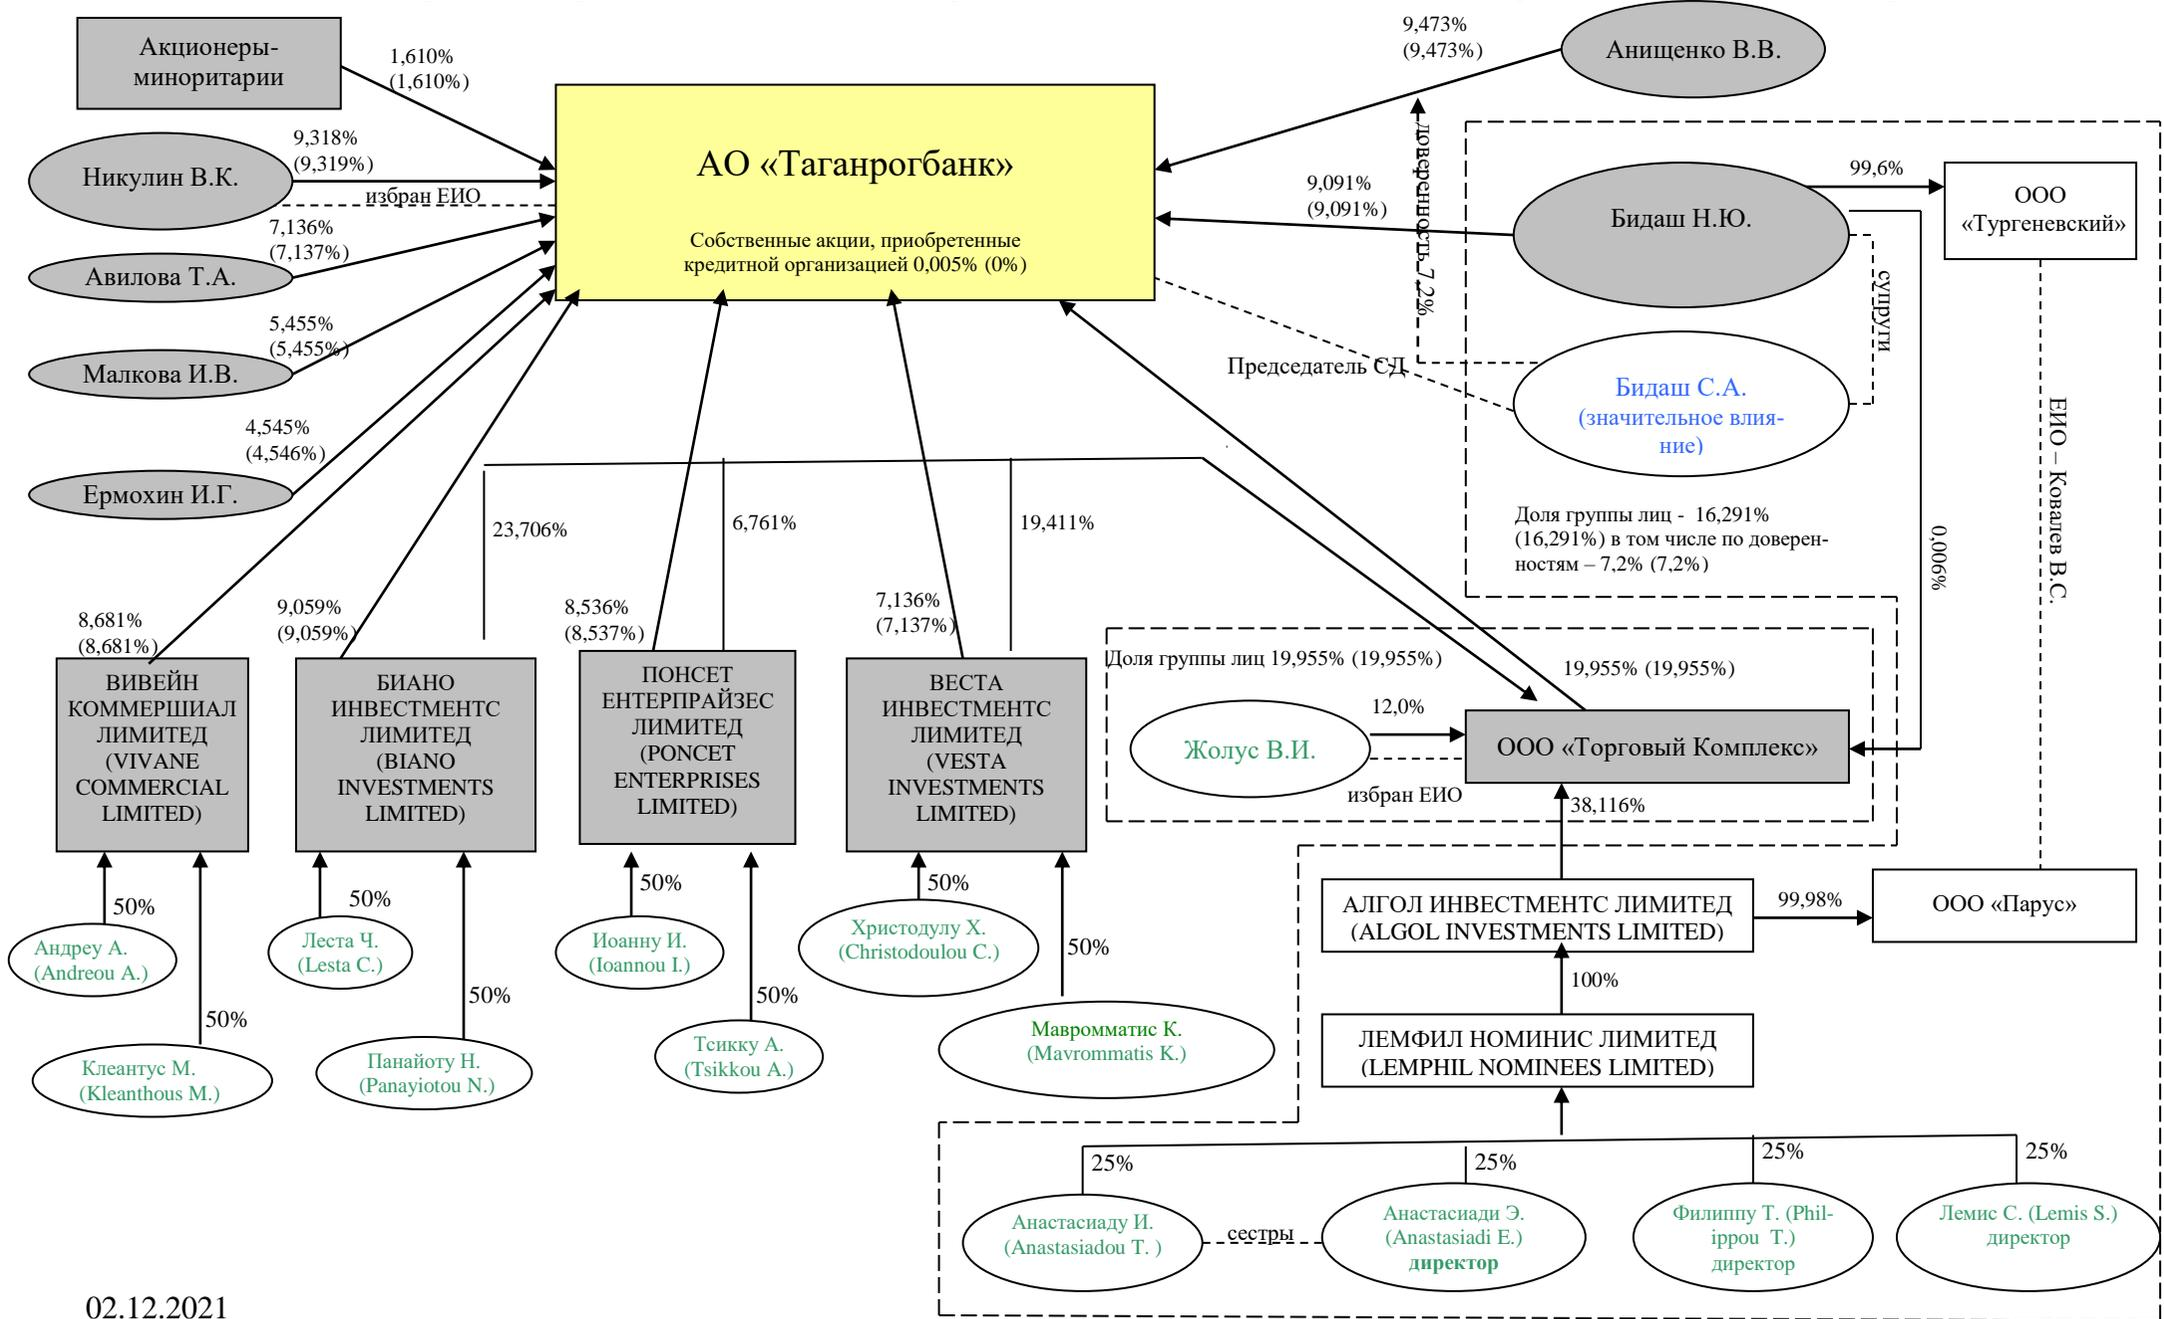 Акционеры-
миноритарии
1,610%
(1,610%)
9,473%
(9,473%)
Анищенко В.В.
Никулин В.К.
9,318%
(9,319%)
избран ЕИО
АО «Таганрогбанк»
Собственные акции, приобретенные
кредитной организацией 0,005% (0%)
доверенность 7,2%
9,091%
(9,091%)
Бидаш Н.Ю.
99,6%
ООО
«Тургеневский»
Авилова Т.А.
7,136%
(7,137%)
Малкова И.В.
5,455%
(5,455%)
Ермохин И.Г.
4,545%
(4,546%)
Председатель СД
супруги
Бидаш С.А.
(значительное влия-
ние)
ЕИО – Ковалев В.С.
Доля группы лиц - 16,291%
(16,291%) в том числе по доверен-
ностям – 7,2% (7,2%)
0,006%
23,706%
6,761%
19,411%
8,681%
(8,681%)
9,059%
(9,059%)
8,536%
(8,537%)
7,136%
(7,137%)
ВИВЕЙН
КОММЕРШИАЛ
ЛИМИТЕД
(VIVANE
COMMERCIAL
LIMITED)
БИАНО
ИНВЕСТМЕНТС
ЛИМИТЕД
(BIANO
INVESTMENTS
LIMITED)
ПОНСЕТ
ЕНТЕРПРАЙЗЕС
ЛИМИТЕД
(PONCET
ENTERPRISES
LIMITED)
ВЕСТА
ИНВЕСТМЕНТС
ЛИМИТЕД
(VESTA
INVESTMENTS
LIMITED)
Доля группы лиц 19,955% (19,955%)
19,955% (19,955%)
Жолус В.И.
12,0%
избран ЕИО
ООО «Торговый Комплекс»
38,116%
50%
Андреу А.
(Andreou A.)
50%
Клеантус М.
(Kleanthous M.)
50%
Леста Ч.
(Lesta C.)
50%
Панайоту Н.
(Panayiotou N.)
50%
Иоанну И.
(Ioannou I.)
50%
Тсикку А.
(Tsikkou A.)
50%
Христодулу Х.
(Christodoulou C.)
50%
Мавромматис К.
(Mavrommatis K.)
АЛГОЛ ИНВЕСТМЕНТС ЛИМИТЕД
(ALGOL INVESTMENTS LIMITED)
99,98%
ООО «Парус»
100%
ЛЕМФИЛ НОМИНИС ЛИМИТЕД
(LEMPHIL NOMINEES LIMITED)
25%
25%
25%
25%
Анастасиаду И.
(Anastasiadou T. )
сестры
Анастасиади Э.
(Anastasiadi E.)
директор
Филиппу Т. (Phil-
ippou T.)
директор
Лемис С. (Lemis S.)
директор
02.12.2021